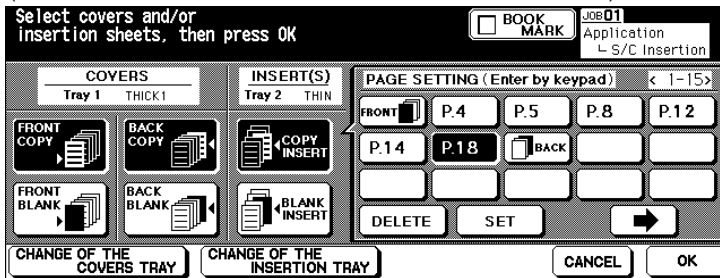 Select covers and/or
insertion sheets, then press OK
BOOK
MARK
JOB01
Application
S/C Insertion
COVERS
Tray 1 THICK1
INSERT(S)
Tray 2 THIN
PAGE SETTING (Enter by keypad) < 1-15>
FRONT P.4 P.5 P.8 P.12
P.14 P.18 BACK
FRONT
COPY
BACK
COPY
COPY
INSERT
FRONT
BLANK
BACK
BLANK
BLANK
INSERT
DELETE SET
CHANGE OF THE
COVERS TRAY
CHANGE OF THE
INSERTION TRAY
CANCEL OK